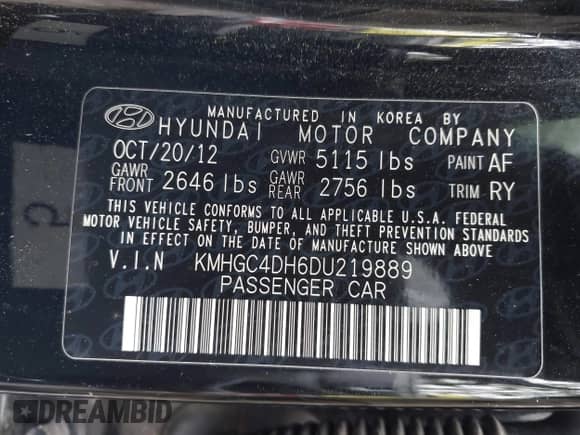 MANUFACTURED IN KOREA BY
HYUNDAI MOTOR COMPANY
OCT/20/12 GVWR 5115 lbs PAINT AF
GAWR FRONT 2646 lbs GAWR REAR 2756 lbs TRIM RY
THIS VEHICLE CONFORMS TO ALL APPLICABLE U.S.A. FEDERAL
MOTOR VEHICLE SAFETY, BUMPER, AND THEFT PREVENTION STANDARDS
IN EFFECT ON THE DATE OF MANUFACTURE SHOWN ABOVE
V.I.N KMHGC4DH6DU219889
PASSENGER CAR
DREAMBID